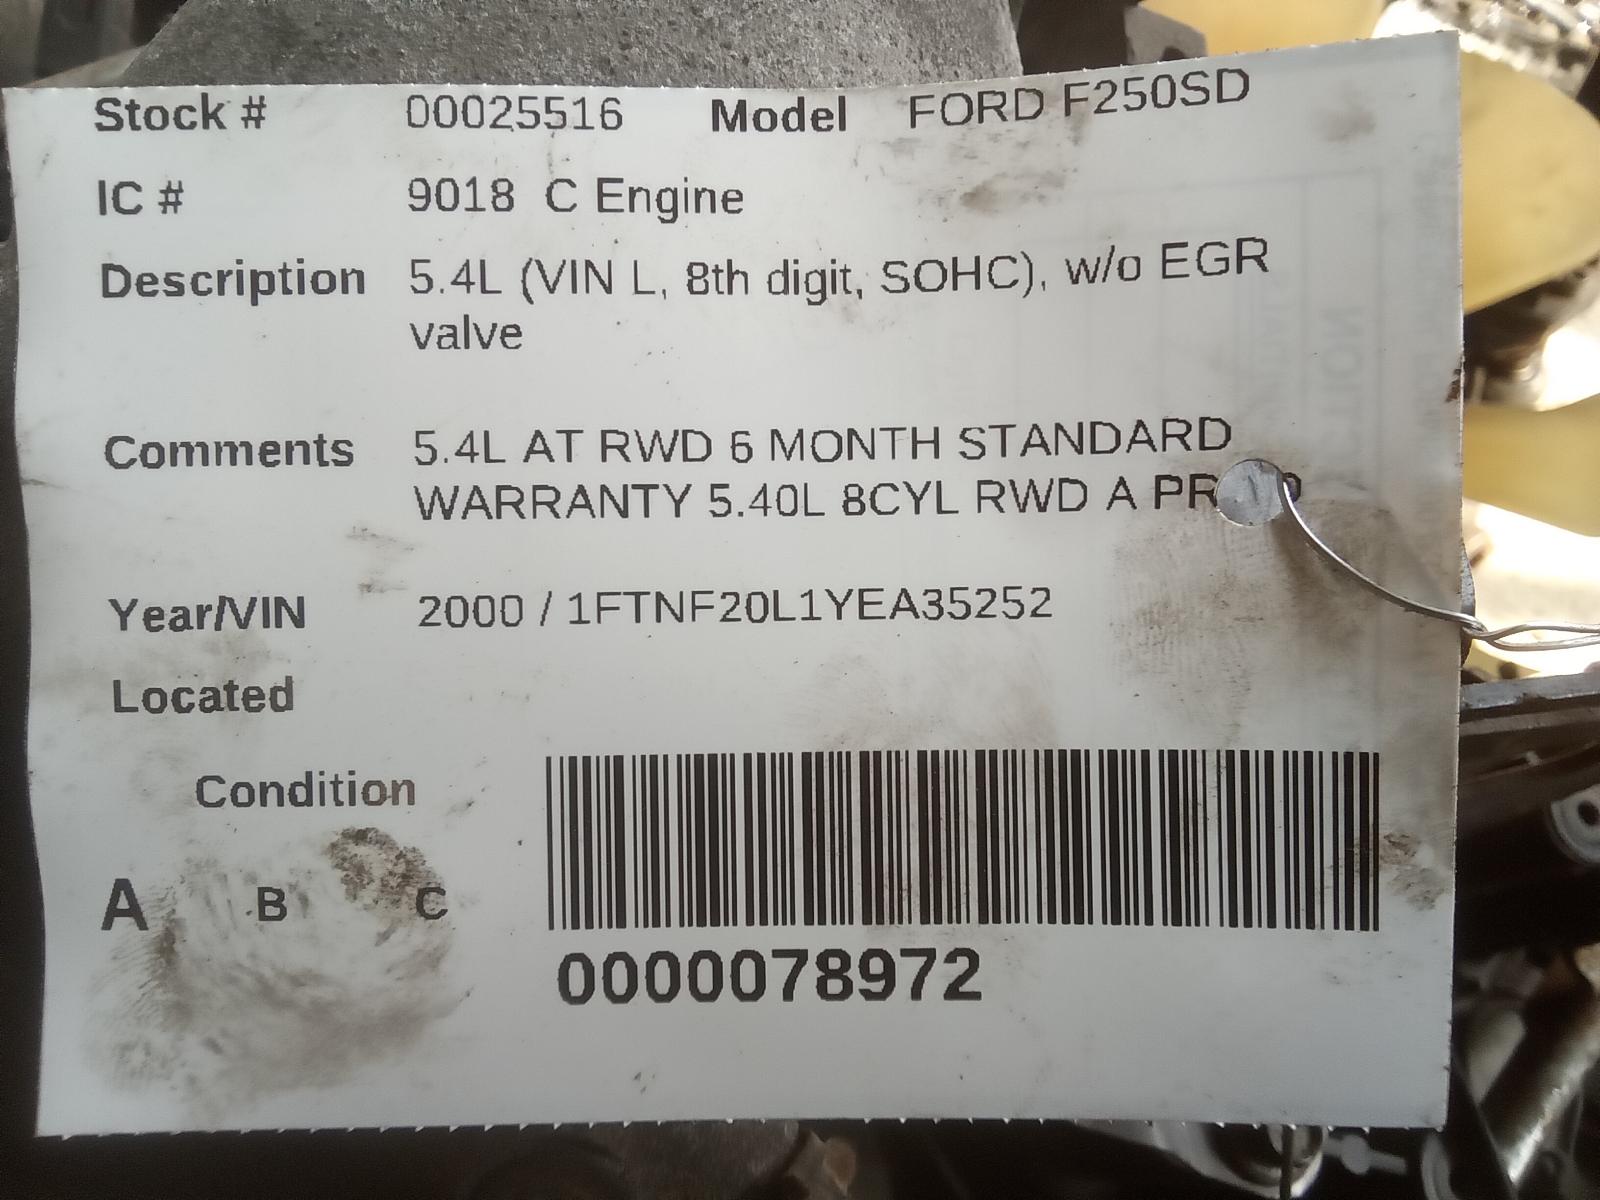 Stock # 00025516 Model FORD F250SD
IC # 9018 C Engine
Description 5.4L (VIN L, 8th digit, SOHC), w/o EGR
valve
Comments 5.4L AT RWD 6 MONTH STANDARD
WARRANTY 5.40L 8CYL RWD A
Year/VIN 2000 / 1FTNF20L1YEA35252
Located
Condition
A B C
0000078972